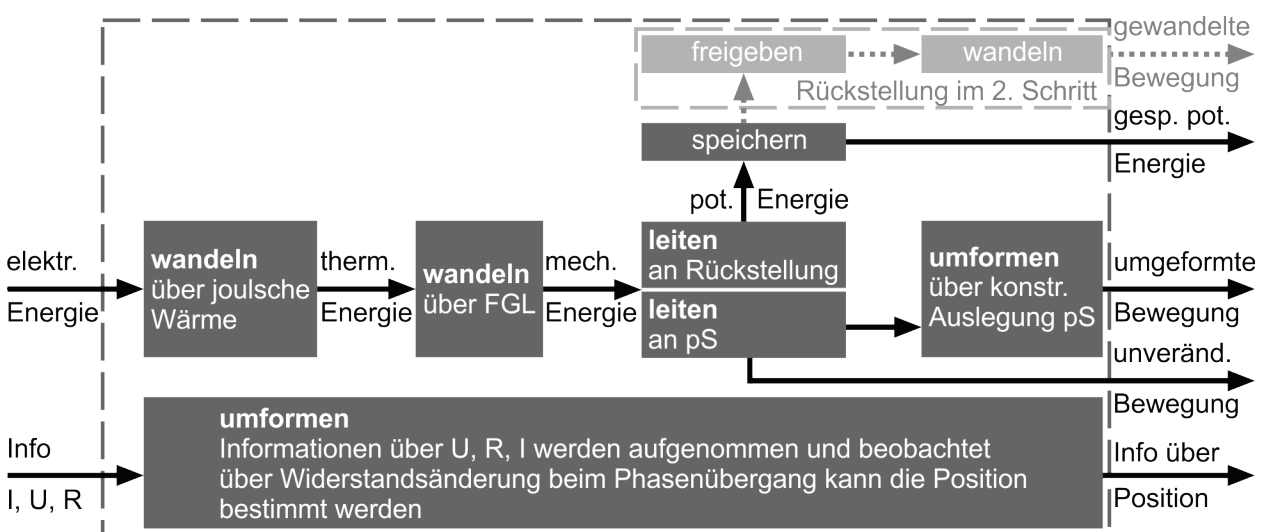 gewandelte
Bewegung
freigeben
wandeln
Rückstellung im 2. Schritt
speichern
gesp. pot.
Energie
pot. Energie
elektr.
Energie
wandeln
über joulsche
Wärme
therm.
Energie
wandeln
über FGL
mech.
Energie
leiten
an Rückstellung
leiten
an pS
umformen
über konstr.
Auslegung pS
umgeformte
Bewegung
unveränd.
Bewegung
Info
I, U, R
umformen
Informationen über U, R, I werden aufgenommen und beobachtet
über Widerstandsänderung beim Phasenübergang kann die Position
bestimmt werden
Info über
Position